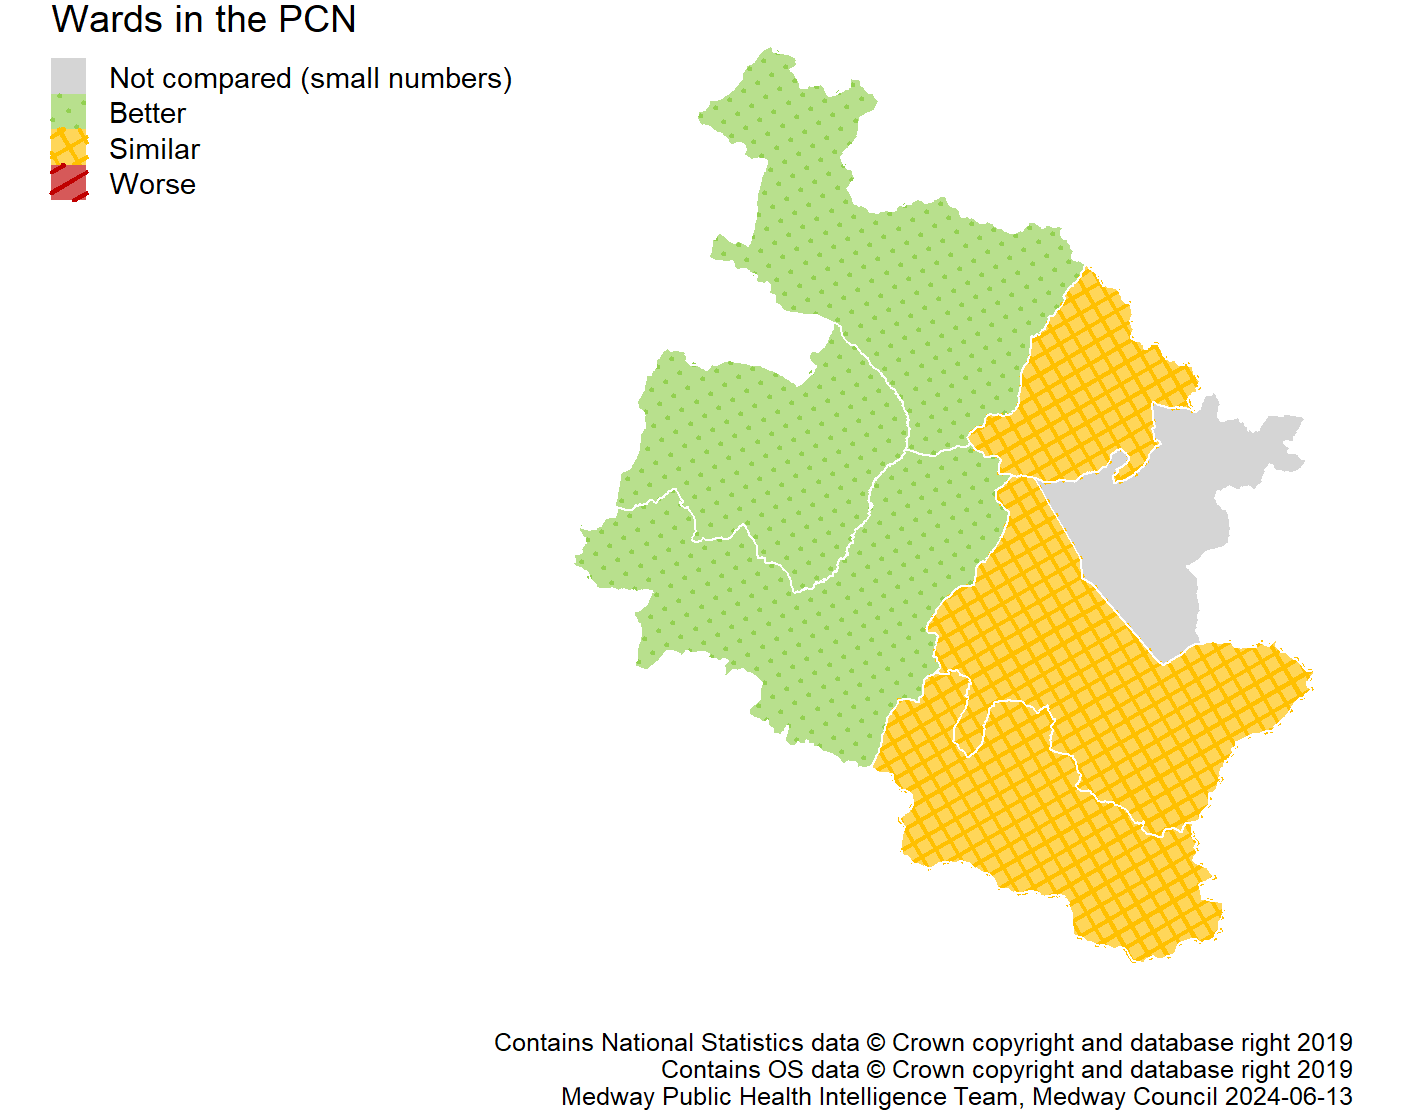 Wards in the PCN
Not compared (small numbers)
Better
Similar
Worse
Contains National Statistics data © Crown copyright and database right 2019
Contains OS data © Crown copyright and database right 2019
Medway Public Health Intelligence Team, Medway Council 2024-06-13